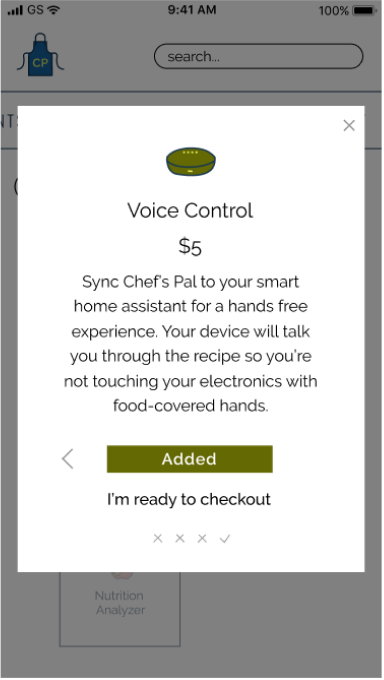 GS 9:41 AM 100%
CP search...
NTS
Voice Control
$5
Sync Chef's Pal to your smart
home assistant for a hands free
experience. Your device will talk
you through the recipe so you're
not touching your electronics with
food-covered hands.
Added
I'm ready to checkout
Nutrition
Analyzer